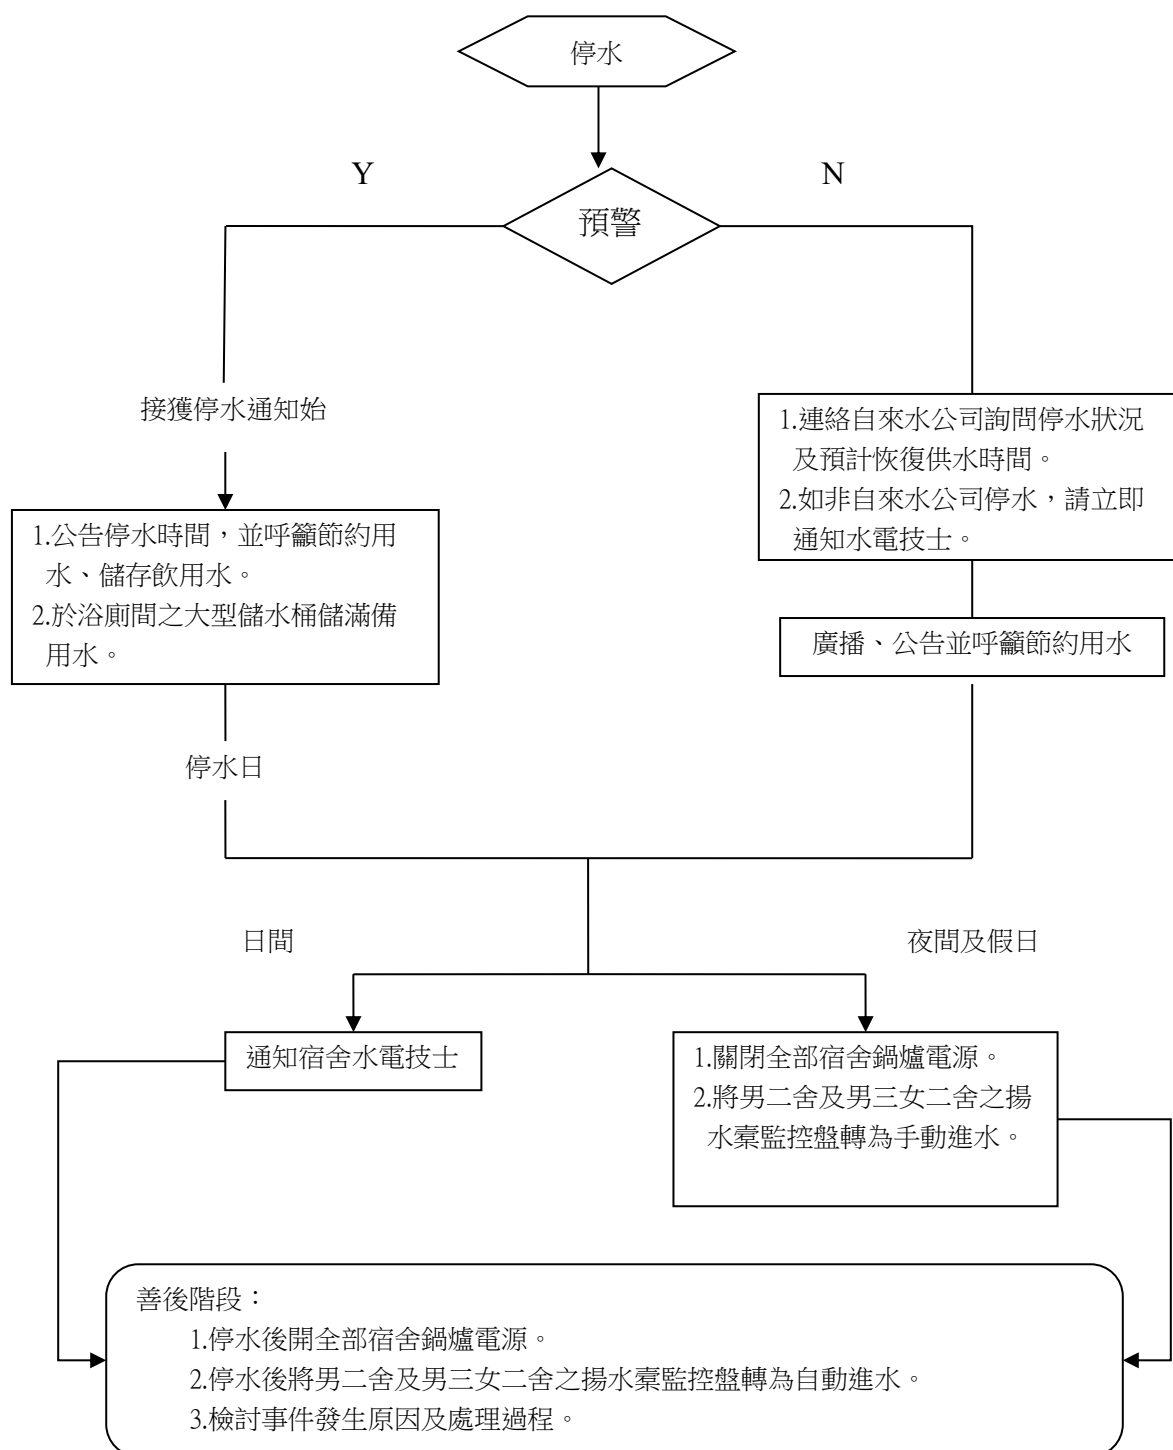 停水
Y
N
預警
接獲停水通知始
1.連絡自來水公司詢問停水狀況
及預計恢復供水時間。
2.如非自來水公司停水，請立即
通知水電技士。
1.公告停水時間，並呼籲節約用
水、儲存飲用水。
2.於浴廁間之大型儲水桶儲滿備
用水。
廣播、公告並呼籲節約用水
停水日
日間
夜間及假日
通知宿舍水電技士
1.關閉全部宿舍鍋爐電源。
2.將男二舍及男三女二舍之揚
水橐監控盤轉為手動進水。
善後階段：
1.停水後開全部宿舍鍋爐電源。
2.停水後將男二舍及男三女二舍之揚水橐監控盤轉為自動進水。
3.檢討事件發生原因及處理過程。